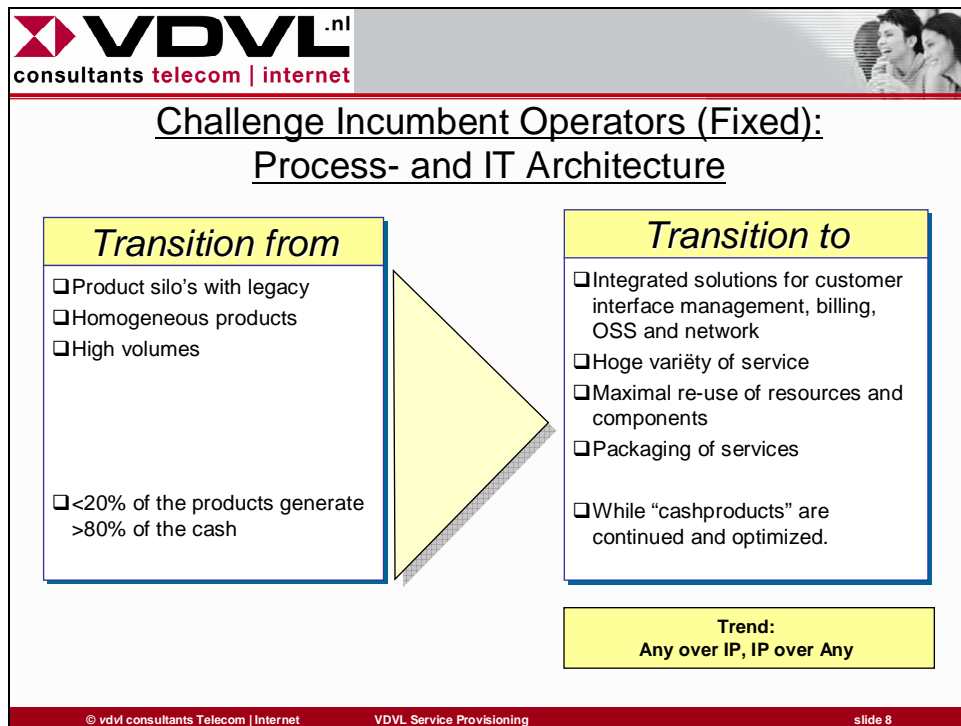 VDVL.nl
consultants telecom | internet
Challenge Incumbent Operators (Fixed):
Process- and IT Architecture
Transition from
❑Product silo's with legacy
❑Homogeneous products
❑High volumes
❑<20% of the products generate
>80% of the cash
Transition to
❑Integrated solutions for customer
interface management, billing,
OSS and network
❑Hoge variëty of service
❑Maximal re-use of resources and
components
❑Packaging of services
❑While “cashproducts” are
continued and optimized.
Trend:
Any over IP, IP over Any
© vdvl consultants Telecom | Internet VDVL Service Provisioning slide 8